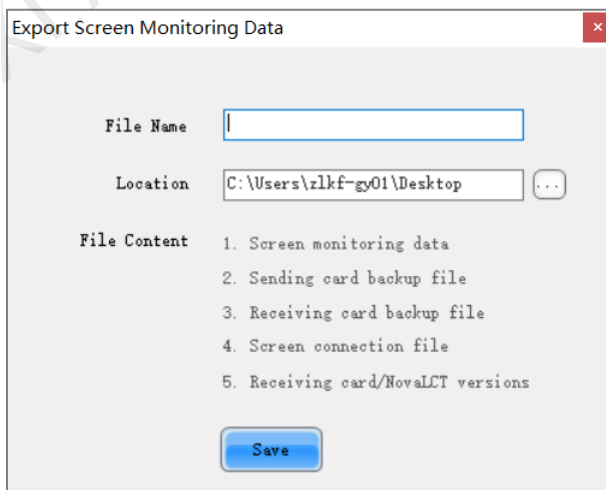 Export Screen Monitoring Data
File Name
Location C:\Users\zlkf-gy01\Desktop ...
File Content 1. Screen monitoring data
2. Sending card backup file
3. Receiving card backup file
4. Screen connection file
5. Receiving card/NovaLCT versions
Save